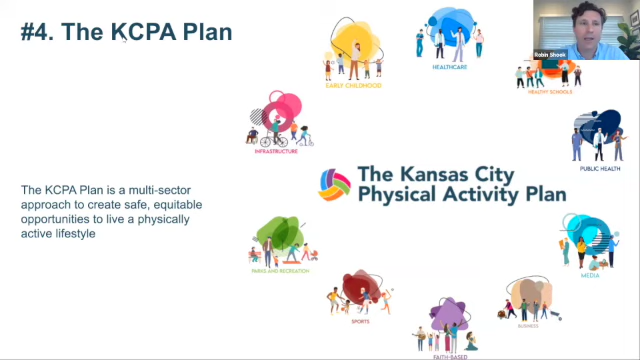 #4. The KCPA Plan
Robin Shook
EARLY CHILDHOOD
HEALTHCARE
HEALTHY SCHOOLS
INFRASTRUCTURE
PUBLIC HEALTH
The Kansas City
Physical Activity Plan
The KCPA Plan is a multi-sector
approach to create safe, equitable
opportunities to live a physically
active lifestyle
PARKS AND RECREATION
MEDIA
SPORTS
BUSINESS
FAITH-BASED